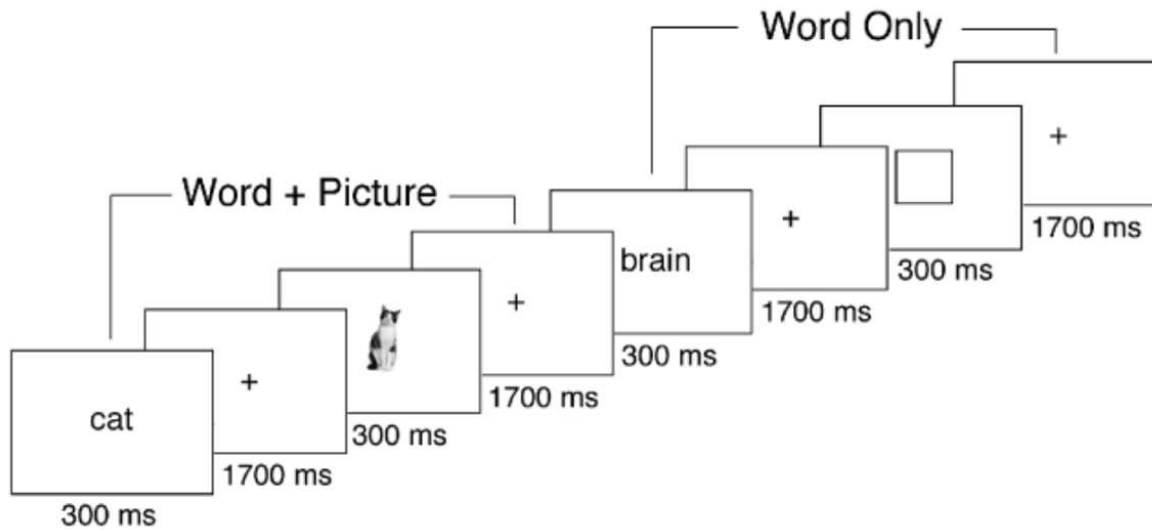 Word Only
+
1700 ms
300 ms
+
1700 ms
brain
300 ms
Word + Picture
+
1700 ms
300 ms
+
1700 ms
cat
300 ms